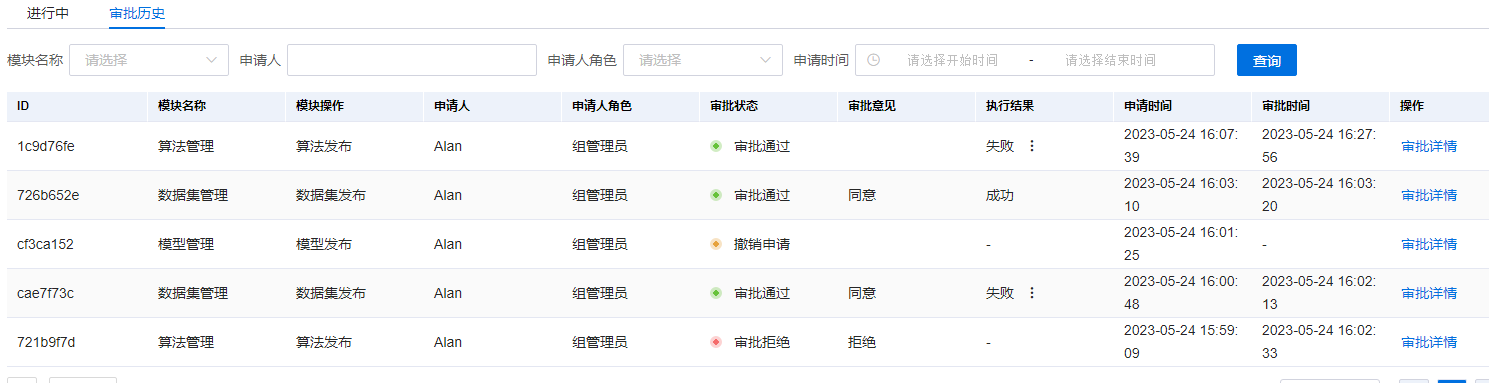 进行中 审批历史
模块名称 请选择 申请人 申请人角色 请选择 申请时间 请选择开始时间 - 请选择结束时间 查询
ID 模块名称 模块操作 申请人 申请人角色 审批状态 审批意见 执行结果 申请时间 审批时间 操作
1c9d76fe 算法管理 算法发布 Alan 组管理员 审批通过 失败 2023-05-24 16:07:39 2023-05-24 16:27:56 审批详情
726b652e 数据集管理 数据集发布 Alan 组管理员 审批通过 同意 成功 2023-05-24 16:03:10 2023-05-24 16:03:20 审批详情
cf3ca152 模型管理 模型发布 Alan 组管理员 撤销申请 - 2023-05-24 16:01:25 - 审批详情
cae7f73c 数据集管理 数据集发布 Alan 组管理员 审批通过 同意 失败 2023-05-24 16:00:48 2023-05-24 16:02:13 审批详情
721b9f7d 算法管理 算法发布 Alan 组管理员 审批拒绝 拒绝 - 2023-05-24 15:59:09 2023-05-24 16:02:33 审批详情